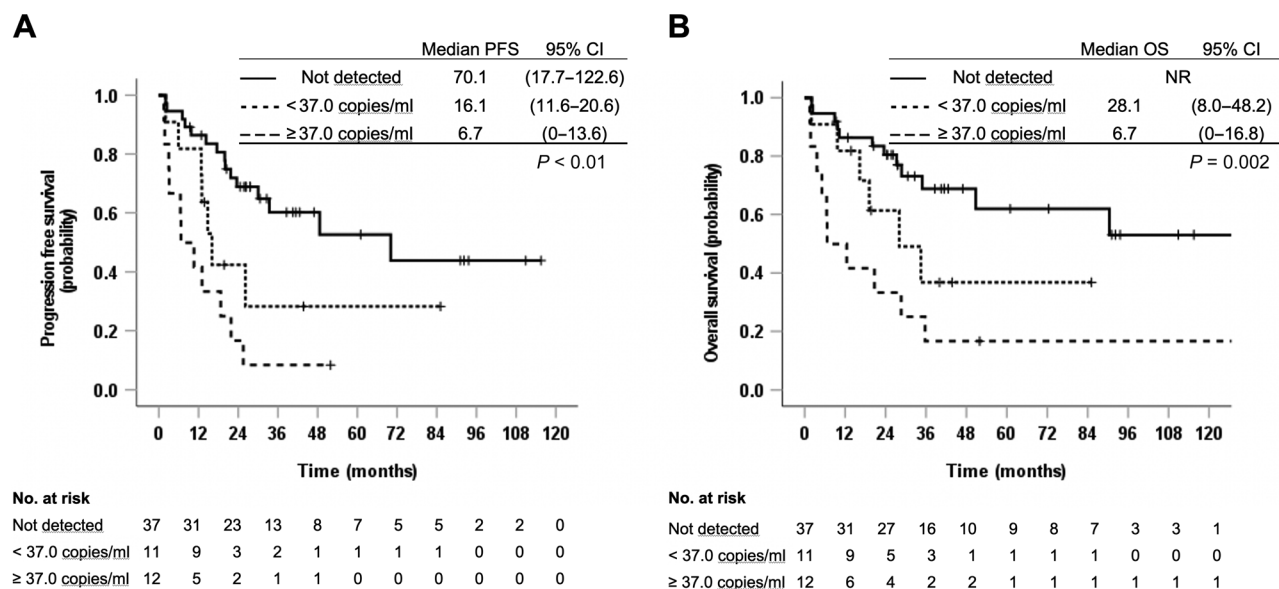 A
Median PFS 95% CI
Not detected 70.1 (17.7–122.6)
< 37.0 copies/ml 16.1 (11.6–20.6)
≥ 37.0 copies/ml 6.7 (0–13.6)
P < 0.01
Progression free survival
(probability)
1.0
0.8
0.6
0.4
0.2
0.0
0 12 24 36 48 60 72 84 96 108 120
Time (months)
No. at risk
Not detected 37 31 23 13 8 7 5 5 2 2 0
< 37.0 copies/ml 11 9 3 2 1 1 1 1 0 0 0
≥ 37.0 copies/ml 12 5 2 1 1 0 0 0 0 0 0
B
Median OS 95% CI
Not detected NR
< 37.0 copies/ml 28.1 (8.0–48.2)
≥ 37.0 copies/ml 6.7 (0–16.8)
P = 0.002
Overall survival (probability)
1.0
0.8
0.6
0.4
0.2
0.0
0 12 24 36 48 60 72 84 96 108 120
Time (months)
No. at risk
Not detected 37 31 27 16 10 9 8 7 3 3 1
< 37.0 copies/ml 11 9 5 3 1 1 1 1 0 0 0
≥ 37.0 copies/ml 12 6 4 2 2 1 1 1 1 1 1